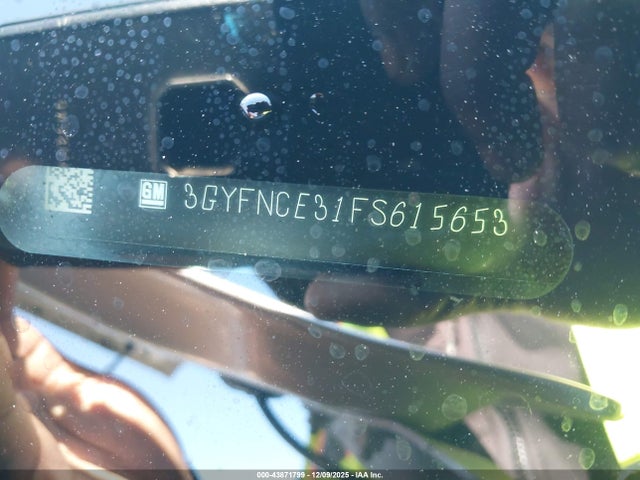 GM 3GYFNCE31FS615653
000-43871799 - 12/09/2025 - IAA Inc.